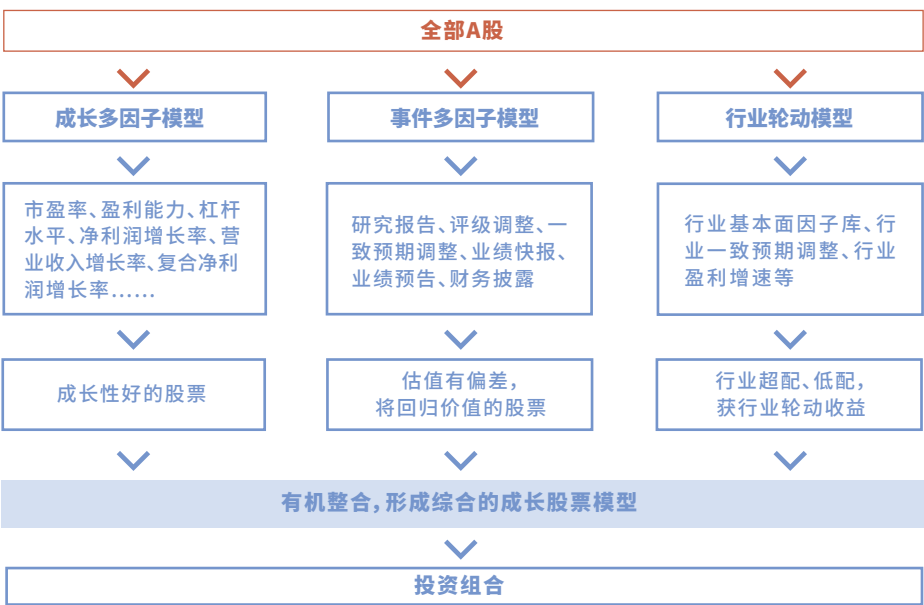 全部A股
成长多因子模型
事件多因子模型
行业轮动模型
市盈率、盈利能力、杠杆
水平、净利润增长率、营
业收入增长率、复合净利
润增长率……
研究报告、评级调整、一
致预期调整、业绩快报、
业绩预告、财务披露
行业基本面因子库、行
业一致预期调整、行业
盈利增速等
成长性好的股票
估值有偏差，
将回归价值的股票
行业超配、低配，
获行业轮动收益
有机整合，形成综合的成长股票模型
投资组合